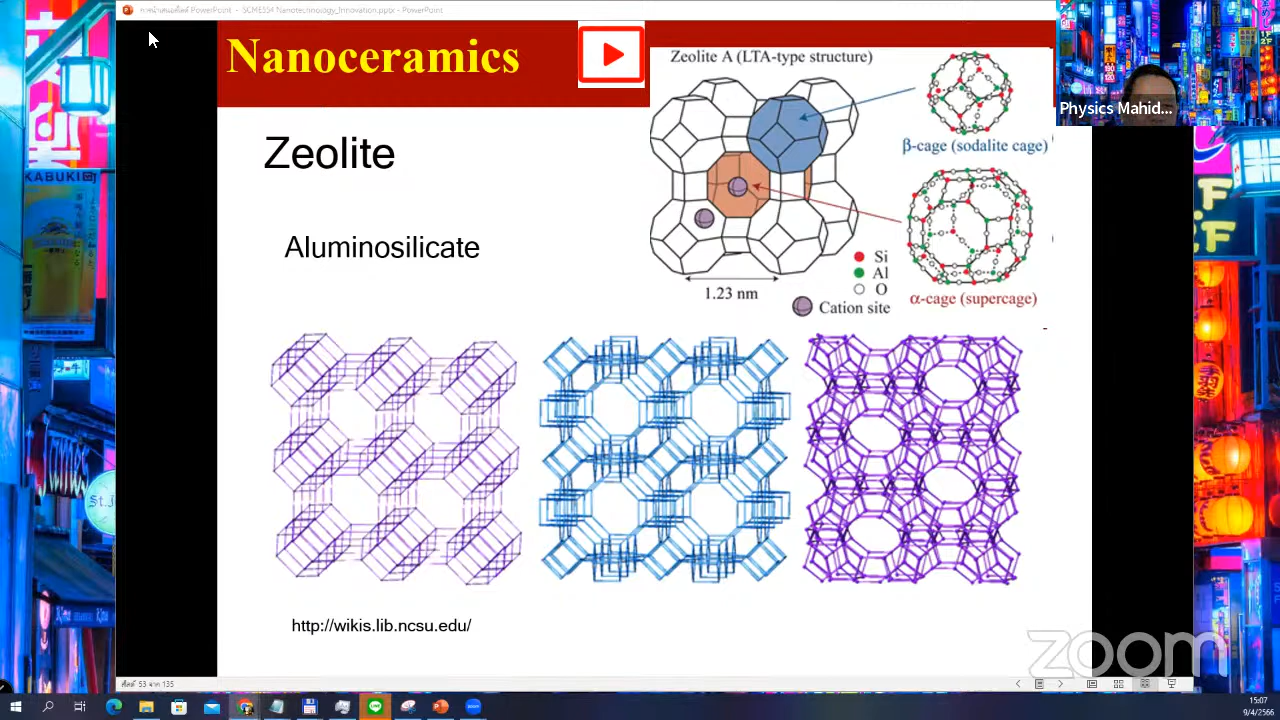 การนำเสนอสไลด์ PowerPoint - SCME554 Nanotechnology_Innovation.pptx - PowerPoint
Nanoceramics
Zeolite
Aluminosilicate
Zeolite A (LTA-type structure)
β-cage (sodalite cage)
Si
Al
O
α-cage (supercage)
1.23 nm
Cation site
http://wikis.lib.ncsu.edu/
Physics Mahid...
KABUKI
St.
zoom
สไลด์ 53 จาก 135
15:07
9/4/2566